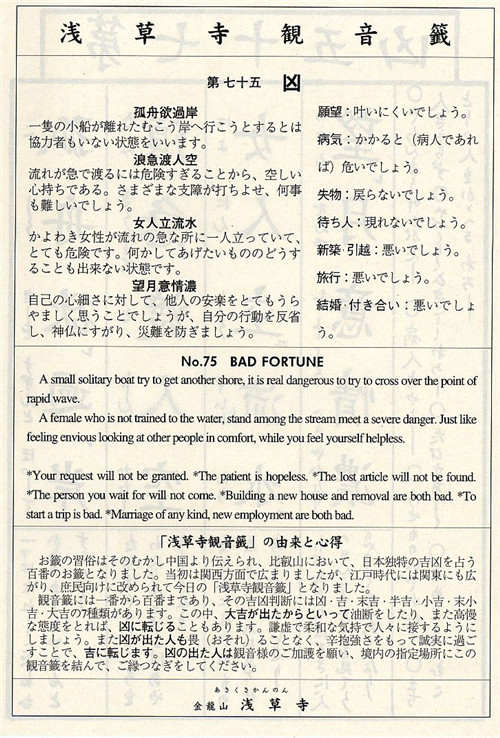 浅草寺観音籤
第七十五 凶
孤舟欲過岸
一隻の小船が離れたむこう岸へ行こうとするとは
協力者もいない状態をいいます。
浪急渡人空
流れが急で渡るには危険すぎることから、空しい
心持ちである。さまざまな支障が打ちよせ、何事
も難しいでしょう。
女人立流水
かよわき女性が流れの急な所に一人立っていて、
とても危険です。何かしてあげたいもののどうす
ることも出来ない状態です。
望月意情濃
自己の心細さに対して、他人の安楽をとてもうら
やましく思うことでしょうが、自分の行動を反省
し、神仏にすがり、災難を防ぎましょう。
願望：叶いにくいでしょう。
病気：かかると（病人であれ
ば）危いでしょう。
失物：戻らないでしょう。
待ち人：現れないでしょう。
新築·引越：悪いでしょう。
旅行：悪いでしょう。
結婚·付き合い：悪いでしょ
う。
No.75 BAD FORTUNE
A small solitary boat try to get another shore, it is real dangerous to try to cross over the point of
rapid wave.
A female who is not trained to the water, stand among the stream meet a severe danger. Just like
feeling envious looking at other people in comfort, while you feel yourself helpless.
*Your request will not be granted. *The patient is hopeless. *The lost article will not be found.
*The person you wait for will not come. *Building a new house and removal are both bad. *To
start a trip is bad. *Marriage of any kind, new employment are both bad.
「浅草寺観音籤」の由来と心得
お籤の習俗はそのむかし中国より伝えられ、比叡山において、日本独特の吉凶を占う
百番のお籤となりました。当初は関西方面で広まりましたが、江戸時代には関東にも広
がり、庶民向けに改められて今日の「浅草寺観音籤」となりました。
観音籤には一番から百番まであり、その吉凶判断には凶·吉·末吉·半吉·小吉·末小
吉·大吉の7種類があります。この中、大吉が出たからといって油断をしたり、また高慢
な態度をとれば、凶に転じることもあります。謙虚で柔和な気持で人々に接するように
しましょう。また凶が出た人も畏（おそれ）ることなく、辛抱強さをもって誠実に過ご
すことで、吉に転じます。凶の出た人は観音様のご加護を願い、境内の指定場所にこの
観音籤を結んで、ご縁つなぎをしてください。
あさくさかんのん
金龍山 浅草寺